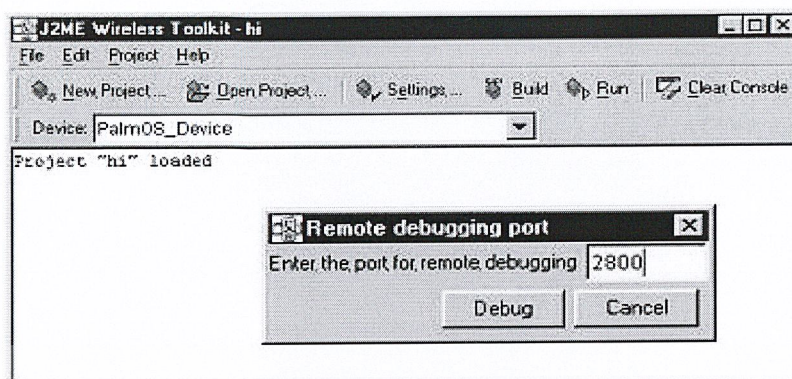 J2ME Wireless Toolkit - hi
File Edit Project Help
New Project ... Open Project ... Settings ... Build Run Clear Console
Device: PalmOS_Device
Project "hi" loaded
Remote debugging port
Enter the port for remote debugging 2800
Debug Cancel